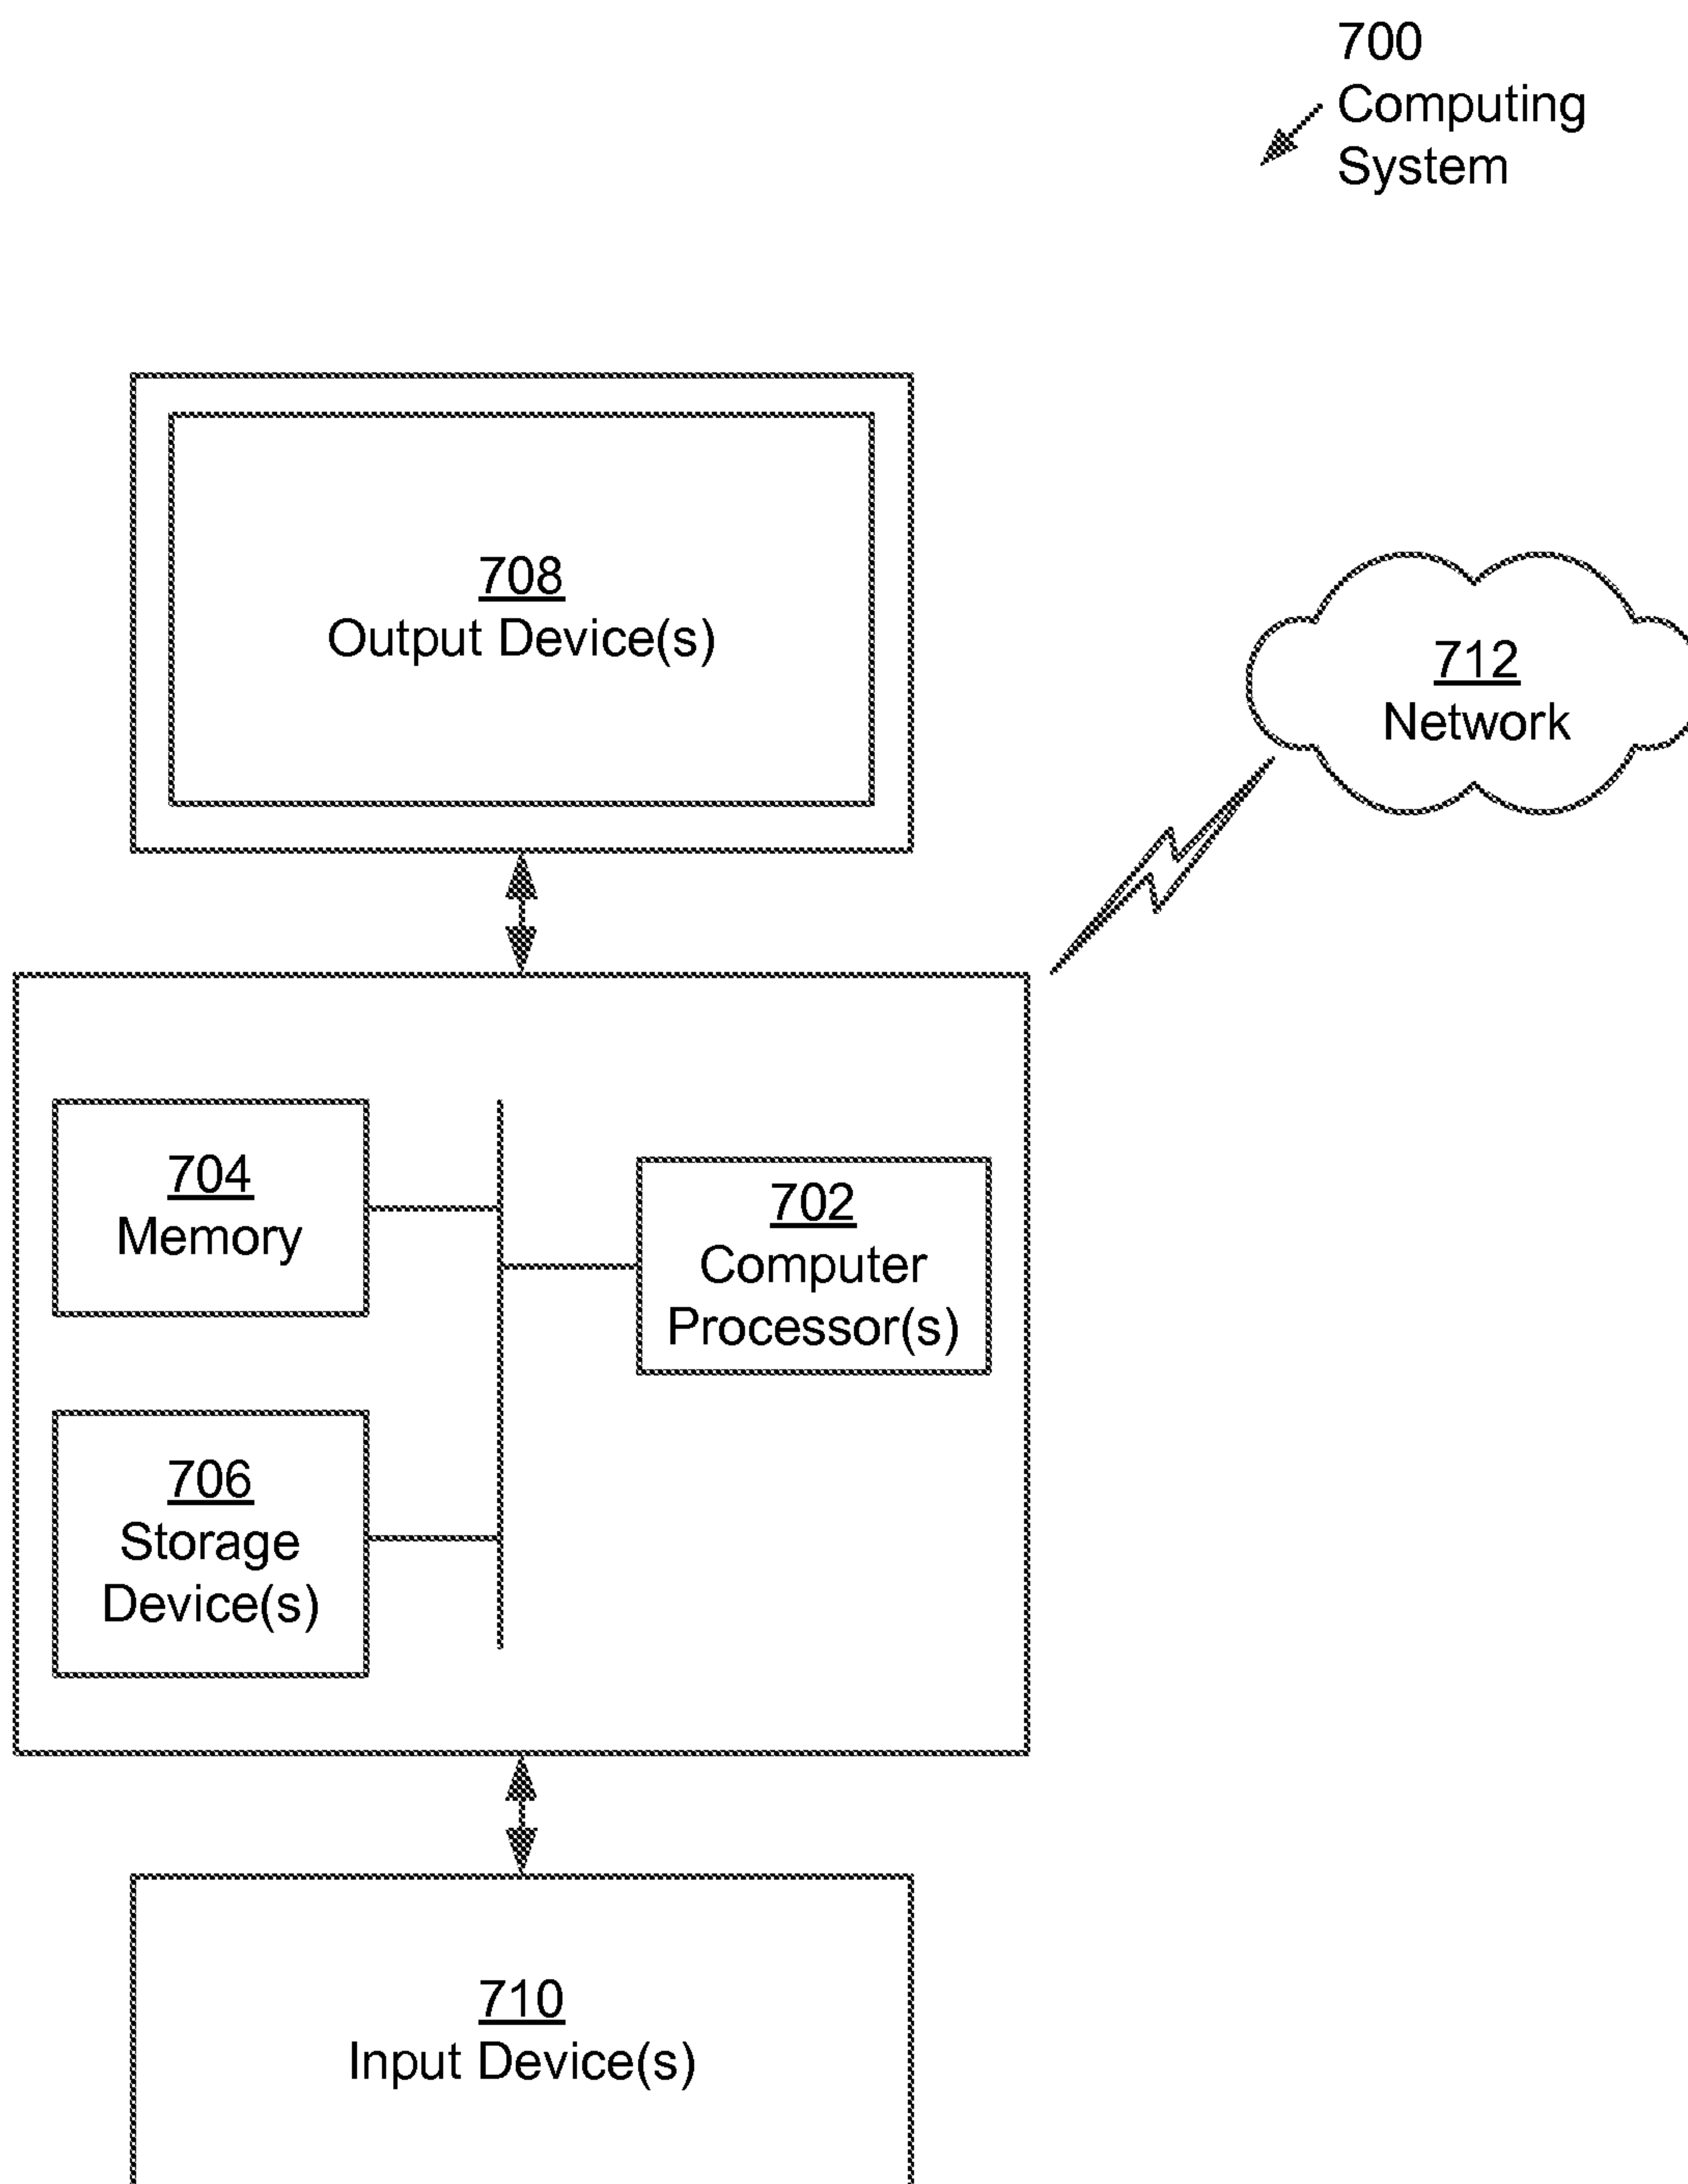 700
Computing
System
708
Output Device(s)
712
Network
704
Memory
702
Computer
Processor(s)
706
Storage
Device(s)
710
Input Device(s)